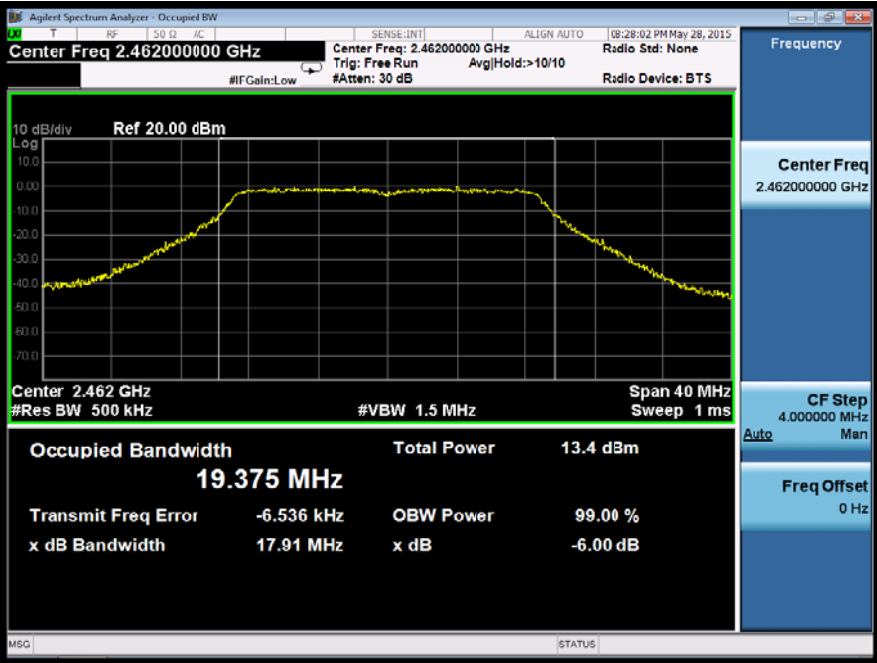 Agilent Spectrum Analyzer - Occupied BW
T RF 50 Ω AC SENSE:INT ALIGN AUTO 08:28:02 PM May 28, 2015
Center Freq 2.462000000 GHz
Center Freq: 2.462000000 GHz
Radio Std: None
Trig: Free Run Avg|Hold:>10/10
#IFGain:Low
#Atten: 30 dB
Radio Device: BTS
10 dB/div Ref 20.00 dBm
Log
10.0
0.00
-10.0
-20.0
-30.0
-40.0
-50.0
-60.0
-70.0
Center 2.462 GHz
Span 40 MHz
#Res BW 500 kHz
#VBW 1.5 MHz
Sweep 1 ms
Occupied Bandwidth
Total Power 13.4 dBm
19.375 MHz
Transmit Freq Error -6.536 kHz
OBW Power 99.00 %
x dB Bandwidth 17.91 MHz
x dB -6.00 dB
MSG
STATUS
Frequency
Center Freq
2.462000000 GHz
CF Step
4.000000 MHz
Auto Man
Freq Offset
0 Hz